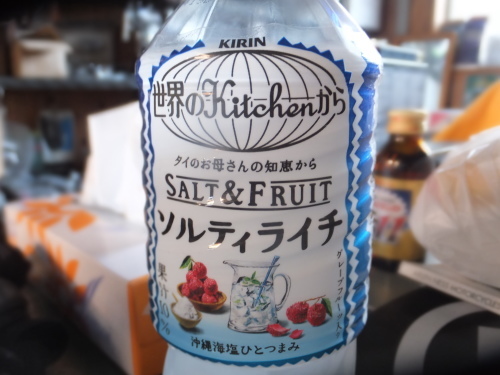 KIRIN
世界のKitchenから
タイのお母さんの知恵から
SALT & FRUIT
ソルティライチ
沖縄海塩ひとつまみ